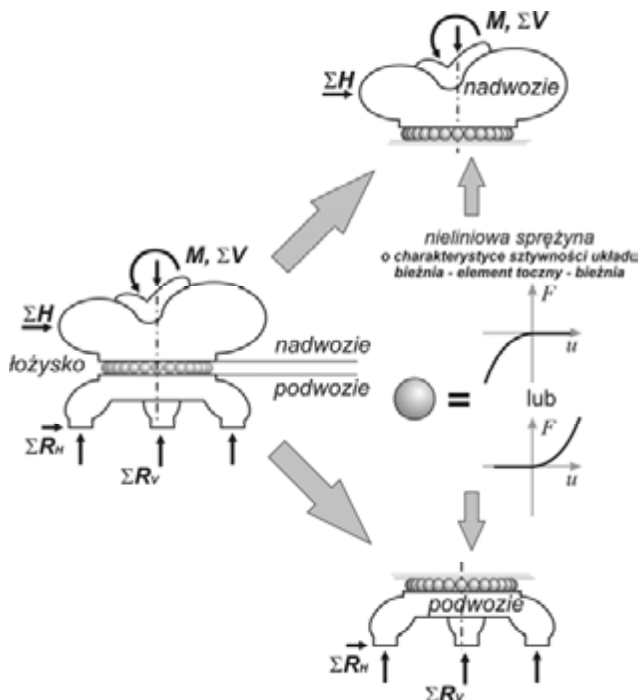 M, ΣV
ΣH
nadwozie
nieliniowa sprężyna
o charakterystyce sztywności układu
bieżnia - element toczny - bieżnia
M, ΣV
ΣH
łożysko
nadwozie
podwozie
ΣRH
ΣRV
=
F
u
lub
F
u
podwozie
ΣRH
ΣRV